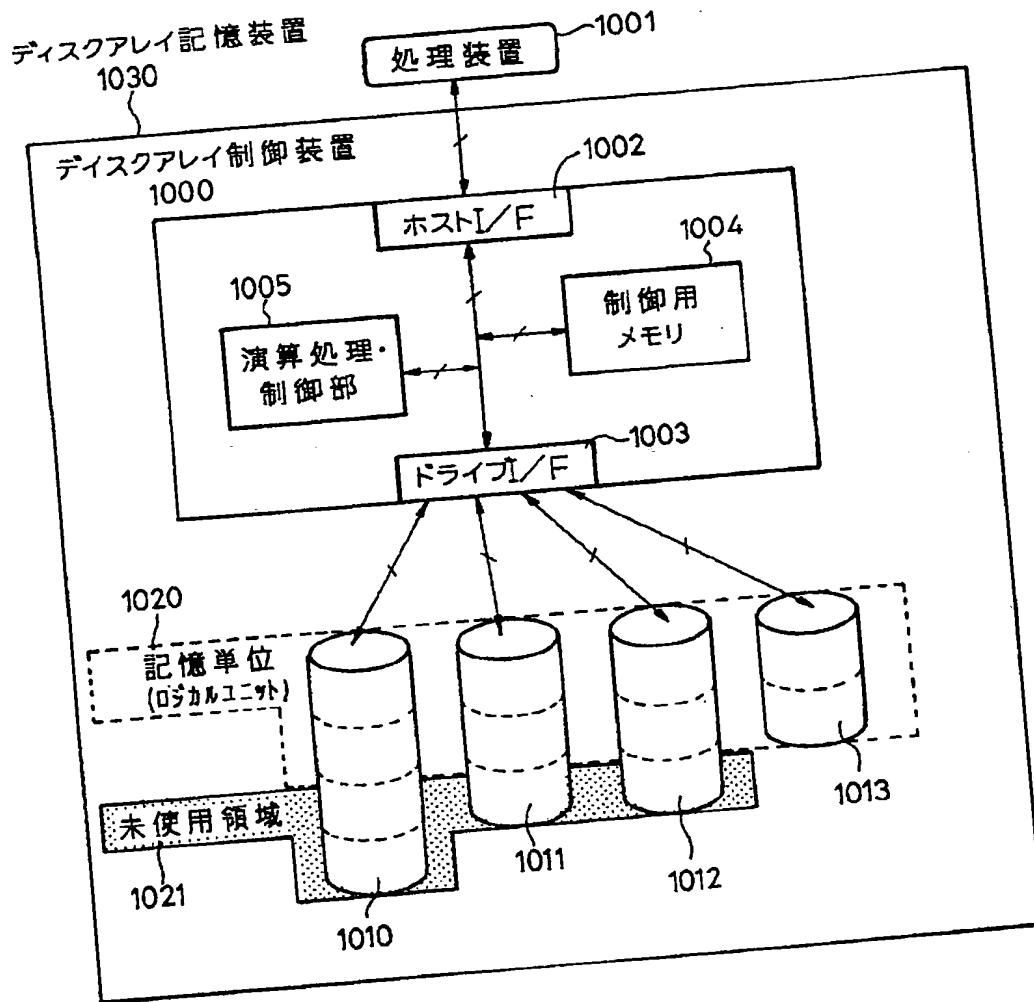 ディスクアレイ記憶装置
1030
処理装置
1001
ディスクアレイ制御装置
1000
ホストI/F
1002
1004
制御用
メモリ
1005
演算処理・
制御部
ドライブI/F
1003
1020
記憶単位
(ロジカルユニット)
未使用領域
1021
1010
1011
1012
1013